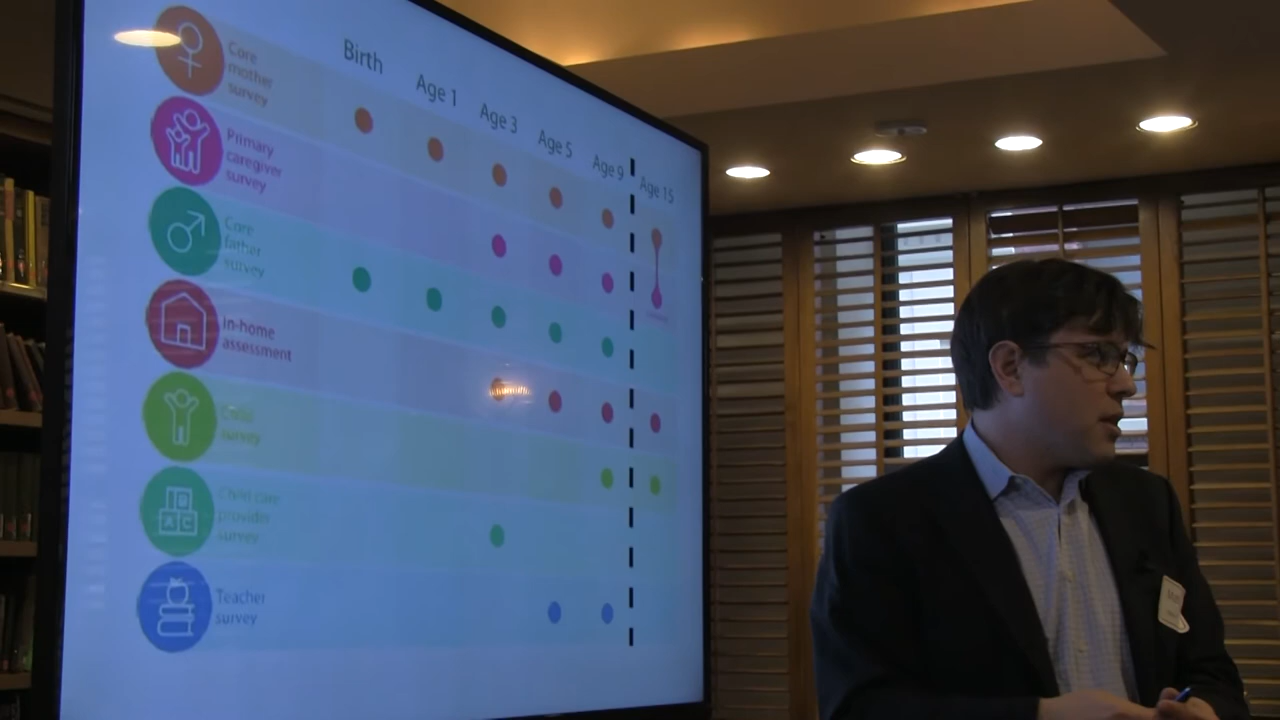 Birth
Age 1
Age 3
Age 5
Age 9
Age 15
Core
mother
survey
Primary
caregiver
survey
Core
father
survey
In-home
assessment
Child
survey
Child care
provider
survey
Teacher
survey